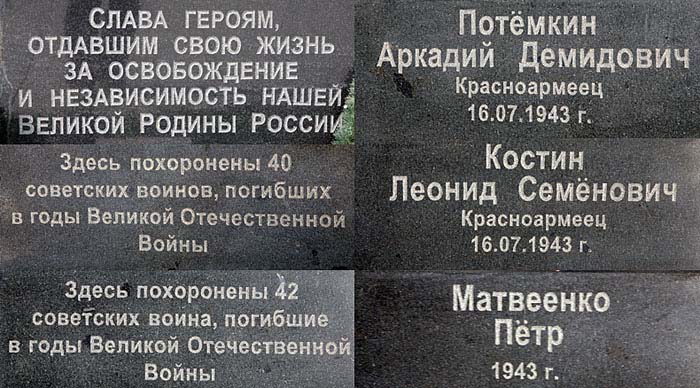 Слава героям,
отдавшим свою жизнь
за освобождение
и независимость нашей
Великой Родины России
Здесь похоронены 40
советских воинов, погибших
в годы Великой Отечественной
Войны
Здесь похоронены 42
советских воина, погибшие
в годы Великой Отечественной
Войны
Потёмкин
Аркадий Демидович
Красноармеец
16.07.1943 г.
Костин
Леонид Семёнович
Красноармеец
16.07.1943 г.
Матвеенко
Пётр
1943 г.